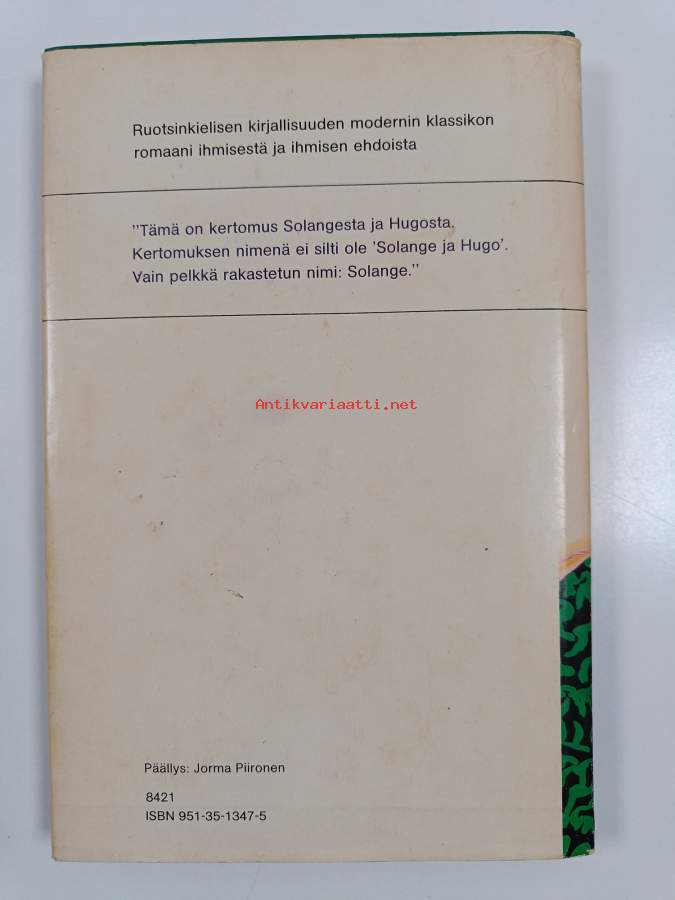 Ruotsinkielisen kirjallisuuden modernin klassikon
romaani ihmisestä ja ihmisen ehdoista
"Tämä on kertomus Solangesta ja Hugosta.
Kertomuksen nimenä ei silti ole 'Solange ja Hugo'.
Vain pelkkä rakastetun nimi: Solange."
Antikvariaatti.net
Päällys: Jorma Piironen
8421
ISBN 951-35-1347-5